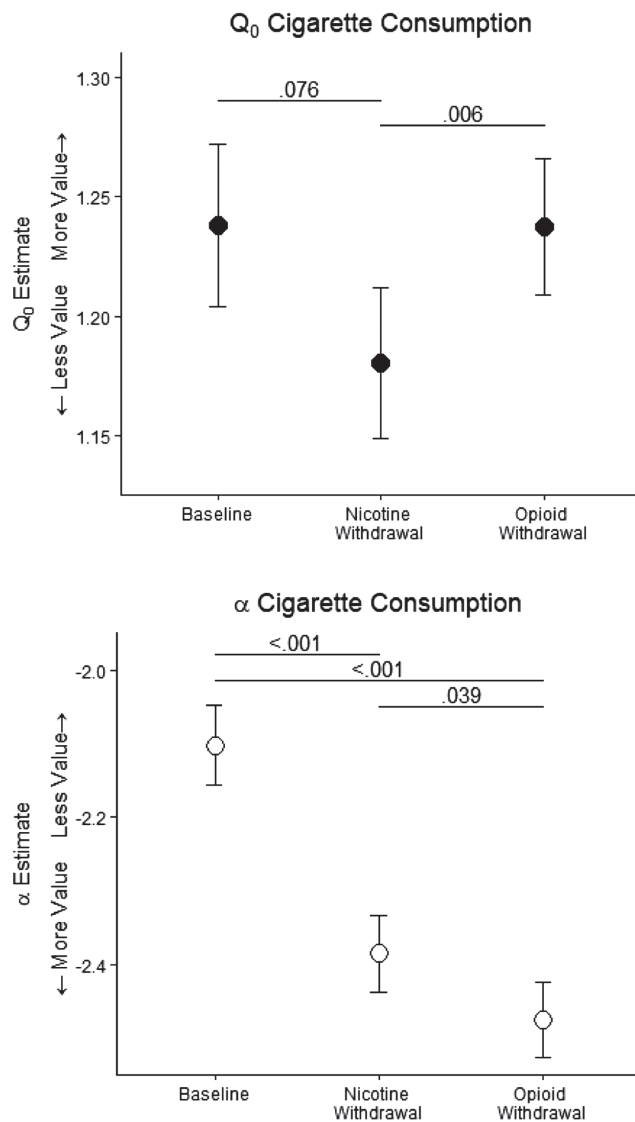 Q₀ Cigarette Consumption
1.30
1.25
1.20
1.15
Q₀ Estimate
← Less Value More Value→
.076
.006
Baseline
Nicotine
Withdrawal
Opioid
Withdrawal
α Cigarette Consumption
-2.0
-2.2
-2.4
α Estimate
← More Value Less Value→
<.001
<.001
.039
Baseline
Nicotine
Withdrawal
Opioid
Withdrawal